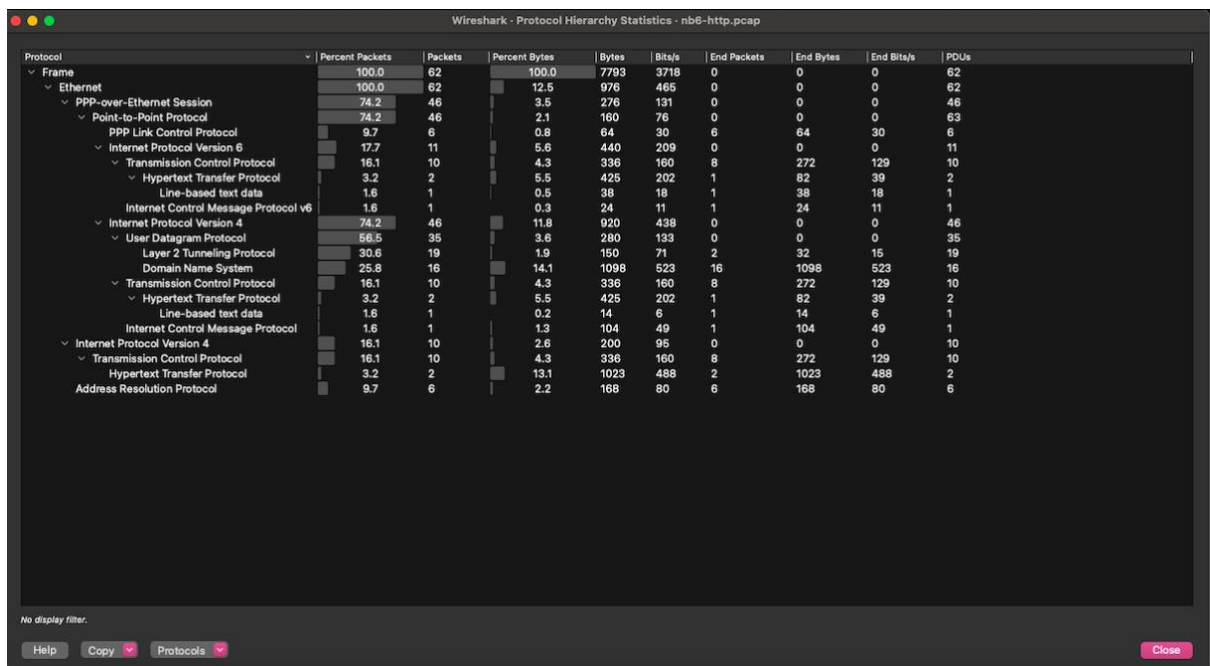 Wireshark · Protocol Hierarchy Statistics · nb6-http.pcap
Protocol Percent Packets Packets Percent Bytes Bytes Bits/s End Packets End Bytes End Bits/s PDUs
Frame 100.0 62 100.0 7793 3718 0 0 0 62
Ethernet 100.0 62 12.5 976 465 0 0 0 62
PPP-over-Ethernet Session 74.2 46 3.5 276 131 0 0 0 46
Point-to-Point Protocol 74.2 46 2.1 160 76 0 0 0 63
PPP Link Control Protocol 9.7 6 0.8 64 30 6 64 30 6
Internet Protocol Version 6 17.7 11 5.6 440 209 0 0 0 11
Transmission Control Protocol 16.1 10 4.3 336 160 8 272 129 10
Hypertext Transfer Protocol 3.2 2 5.5 425 202 1 82 39 2
Line-based text data 1.6 1 0.5 38 18 1 38 18 1
Internet Control Message Protocol v6 1.6 1 0.3 24 11 1 24 11 1
Internet Protocol Version 4 74.2 46 11.8 920 438 0 0 0 46
User Datagram Protocol 56.5 35 3.6 280 133 0 0 0 35
Layer 2 Tunneling Protocol 30.6 19 1.9 150 71 2 32 15 19
Domain Name System 25.8 16 14.1 1098 523 16 1098 523 16
Transmission Control Protocol 16.1 10 4.3 336 160 8 272 129 10
Hypertext Transfer Protocol 3.2 2 5.5 425 202 1 82 39 2
Line-based text data 1.6 1 0.2 14 6 1 14 6 1
Internet Control Message Protocol 1.6 1 1.3 104 49 1 104 49 1
Internet Protocol Version 4 16.1 10 2.6 200 95 0 0 0 10
Transmission Control Protocol 16.1 10 4.3 336 160 8 272 129 10
Hypertext Transfer Protocol 3.2 2 13.1 1023 488 2 1023 488 2
Address Resolution Protocol 9.7 6 2.2 168 80 6 168 80 6
No display filter.
Help Copy Protocols Close